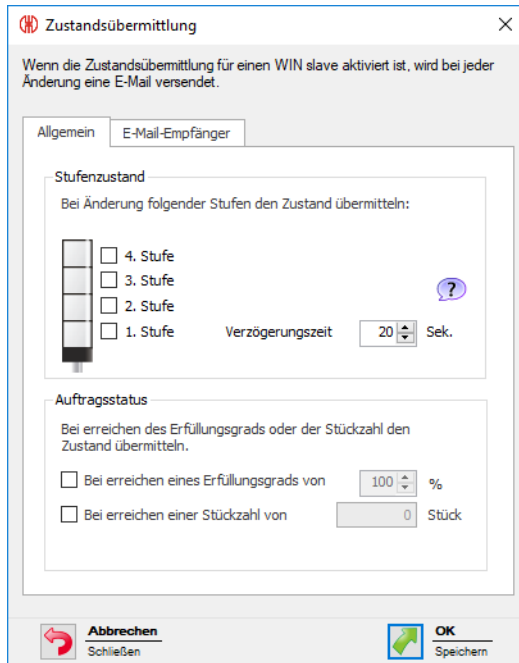 Zustandsübermittlung
Wenn die Zustandsübermittlung für einen WIN slave aktiviert ist, wird bei jeder
Änderung eine E-Mail versendet.
Allgemein
E-Mail-Empfänger
Stufenzustand
Bei Änderung folgender Stufen den Zustand übermitteln:
4. Stufe
3. Stufe
2. Stufe
1. Stufe Verzögerungszeit 20 Sek.
Auftragsstatus
Bei erreichen des Erfüllungsgrads oder der Stückzahl den
Zustand übermitteln.
Bei erreichen eines Erfüllungsgrads von 100 %
Bei erreichen einer Stückzahl von 0 Stück
Abbrechen
Schließen
OK
Speichern